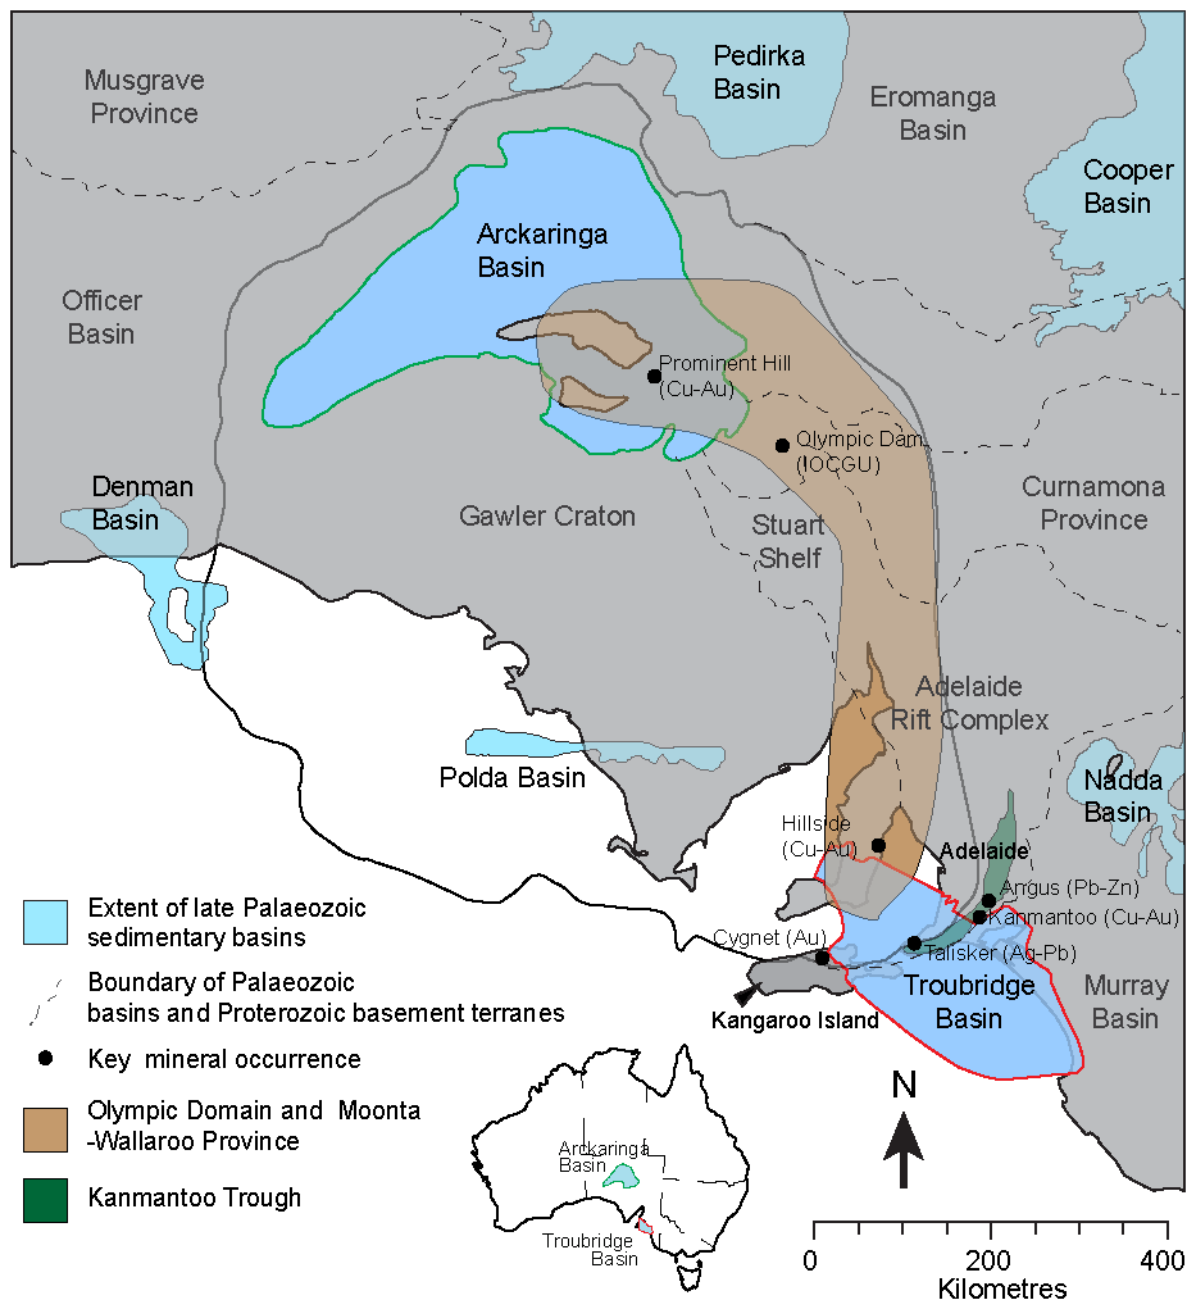 Musgrave
Province
Pedirka
Basin
Eromanga
Basin
Cooper
Basin
Arckaringa
Basin
Officer
Basin
Prominent Hill
(Cu-Au)
Olympic Dam
(IOCGU)
Denman
Basin
Gawler Craton
Stuart
Shelf
Curnamona
Province
Adelaide
Rift Complex
Polda Basin
Nadda
Basin
Hillside
(Cu-Au)
Adelaide
Angus (Pb-Zn)
Kanmantoo (Cu-Au)
Cygnet (Au)
Talisker (Ag-Pb)
Troubridge
Basin
Murray
Basin
Kangaroo Island
Extent of late Palaeozoic
sedimentary basins
Boundary of Palaeozoic
basins and Proterozoic basement terranes
Key mineral occurrence
Olympic Domain and Moonta
-Wallaroo Province
Kanmantoo Trough
Arckaringa
Basin
Troubridge
Basin
N
0 200 400
Kilometres